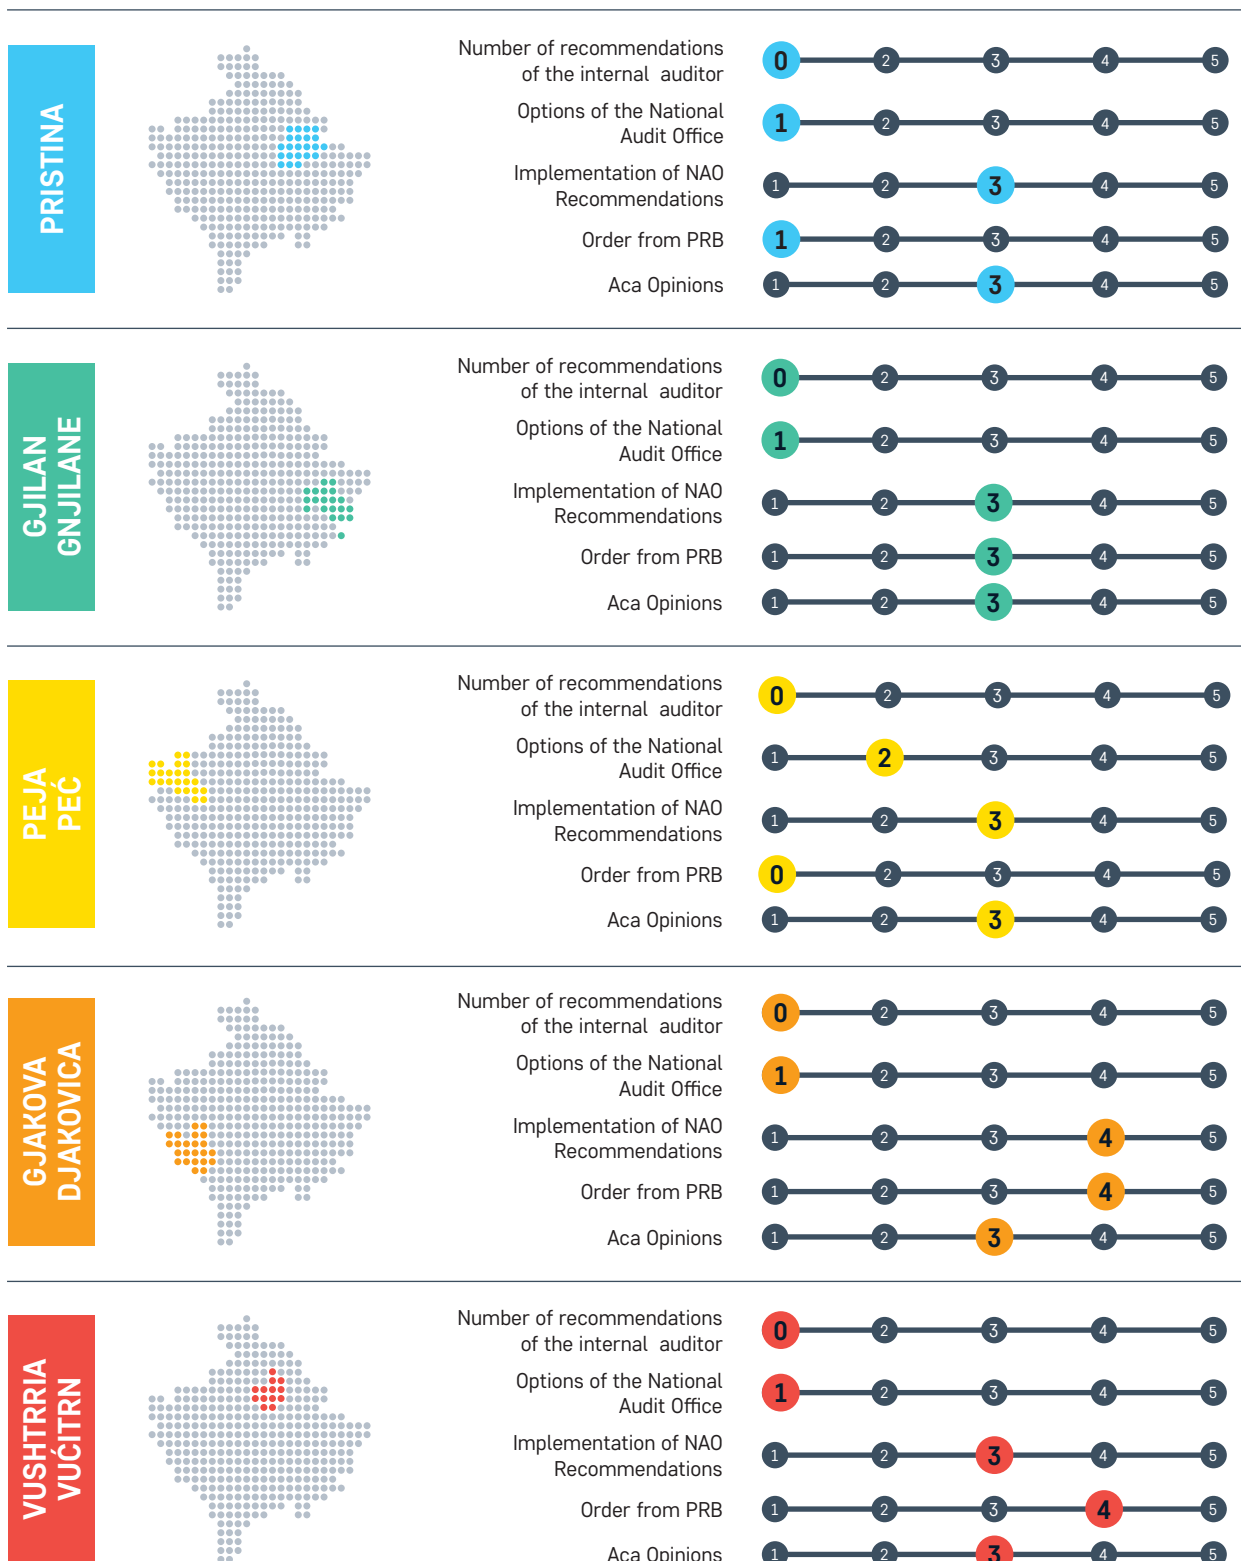 PRISTINA
Number of recommendations
of the internal auditor
0 2 3 4 5
Options of the National
Audit Office
1 2 3 4 5
Implementation of NAO
Recommendations
1 2 3 4 5
Order from PRB
1 2 3 4 5
Aca Opinions
1 2 3 4 5
GJILAN
GNJILANE
Number of recommendations
of the internal auditor
0 2 3 4 5
Options of the National
Audit Office
1 2 3 4 5
Implementation of NAO
Recommendations
1 2 3 4 5
Order from PRB
1 2 3 4 5
Aca Opinions
1 2 3 4 5
PEJA
PEĆ
Number of recommendations
of the internal auditor
0 2 3 4 5
Options of the National
Audit Office
1 2 3 4 5
Implementation of NAO
Recommendations
1 2 3 4 5
Order from PRB
0 2 3 4 5
Aca Opinions
1 2 3 4 5
GJAKOVA
DJAKOVICA
Number of recommendations
of the internal auditor
0 2 3 4 5
Options of the National
Audit Office
1 2 3 4 5
Implementation of NAO
Recommendations
1 2 3 4 5
Order from PRB
1 2 3 4 5
Aca Opinions
1 2 3 4 5
VUSHTRRIA
VUĆITRN
Number of recommendations
of the internal auditor
0 2 3 4 5
Options of the National
Audit Office
1 2 3 4 5
Implementation of NAO
Recommendations
1 2 3 4 5
Order from PRB
1 2 3 4 5
Aca Opinions
1 2 3 4 5